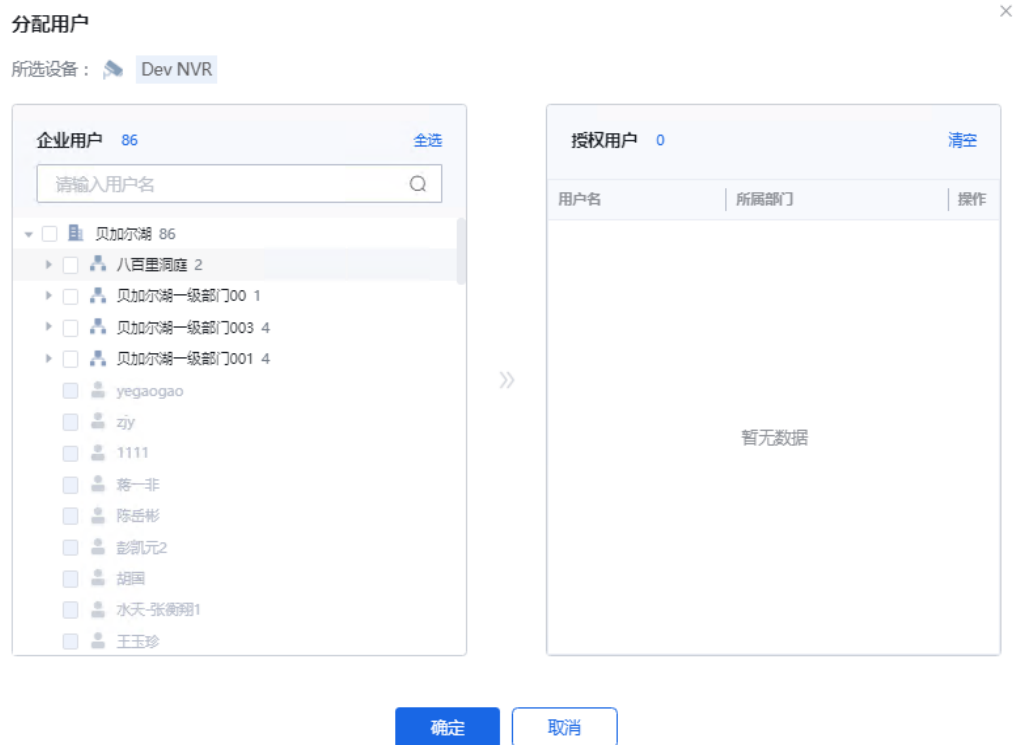 分配用户
所选设备： Dev NVR
企业用户 86 全选
请输入用户名
贝加尔湖 86
八百里洞庭 2
贝加尔湖一级部门00 1
贝加尔湖一级部门003 4
贝加尔湖一级部门001 4
yegaogao
zjy
1111
蒋一非
陈岳彬
彭凯元2
胡国
水天-张衡翔1
王玉珍
授权用户 0 清空
用户名 所属部门 操作
暂无数据
确定 取消